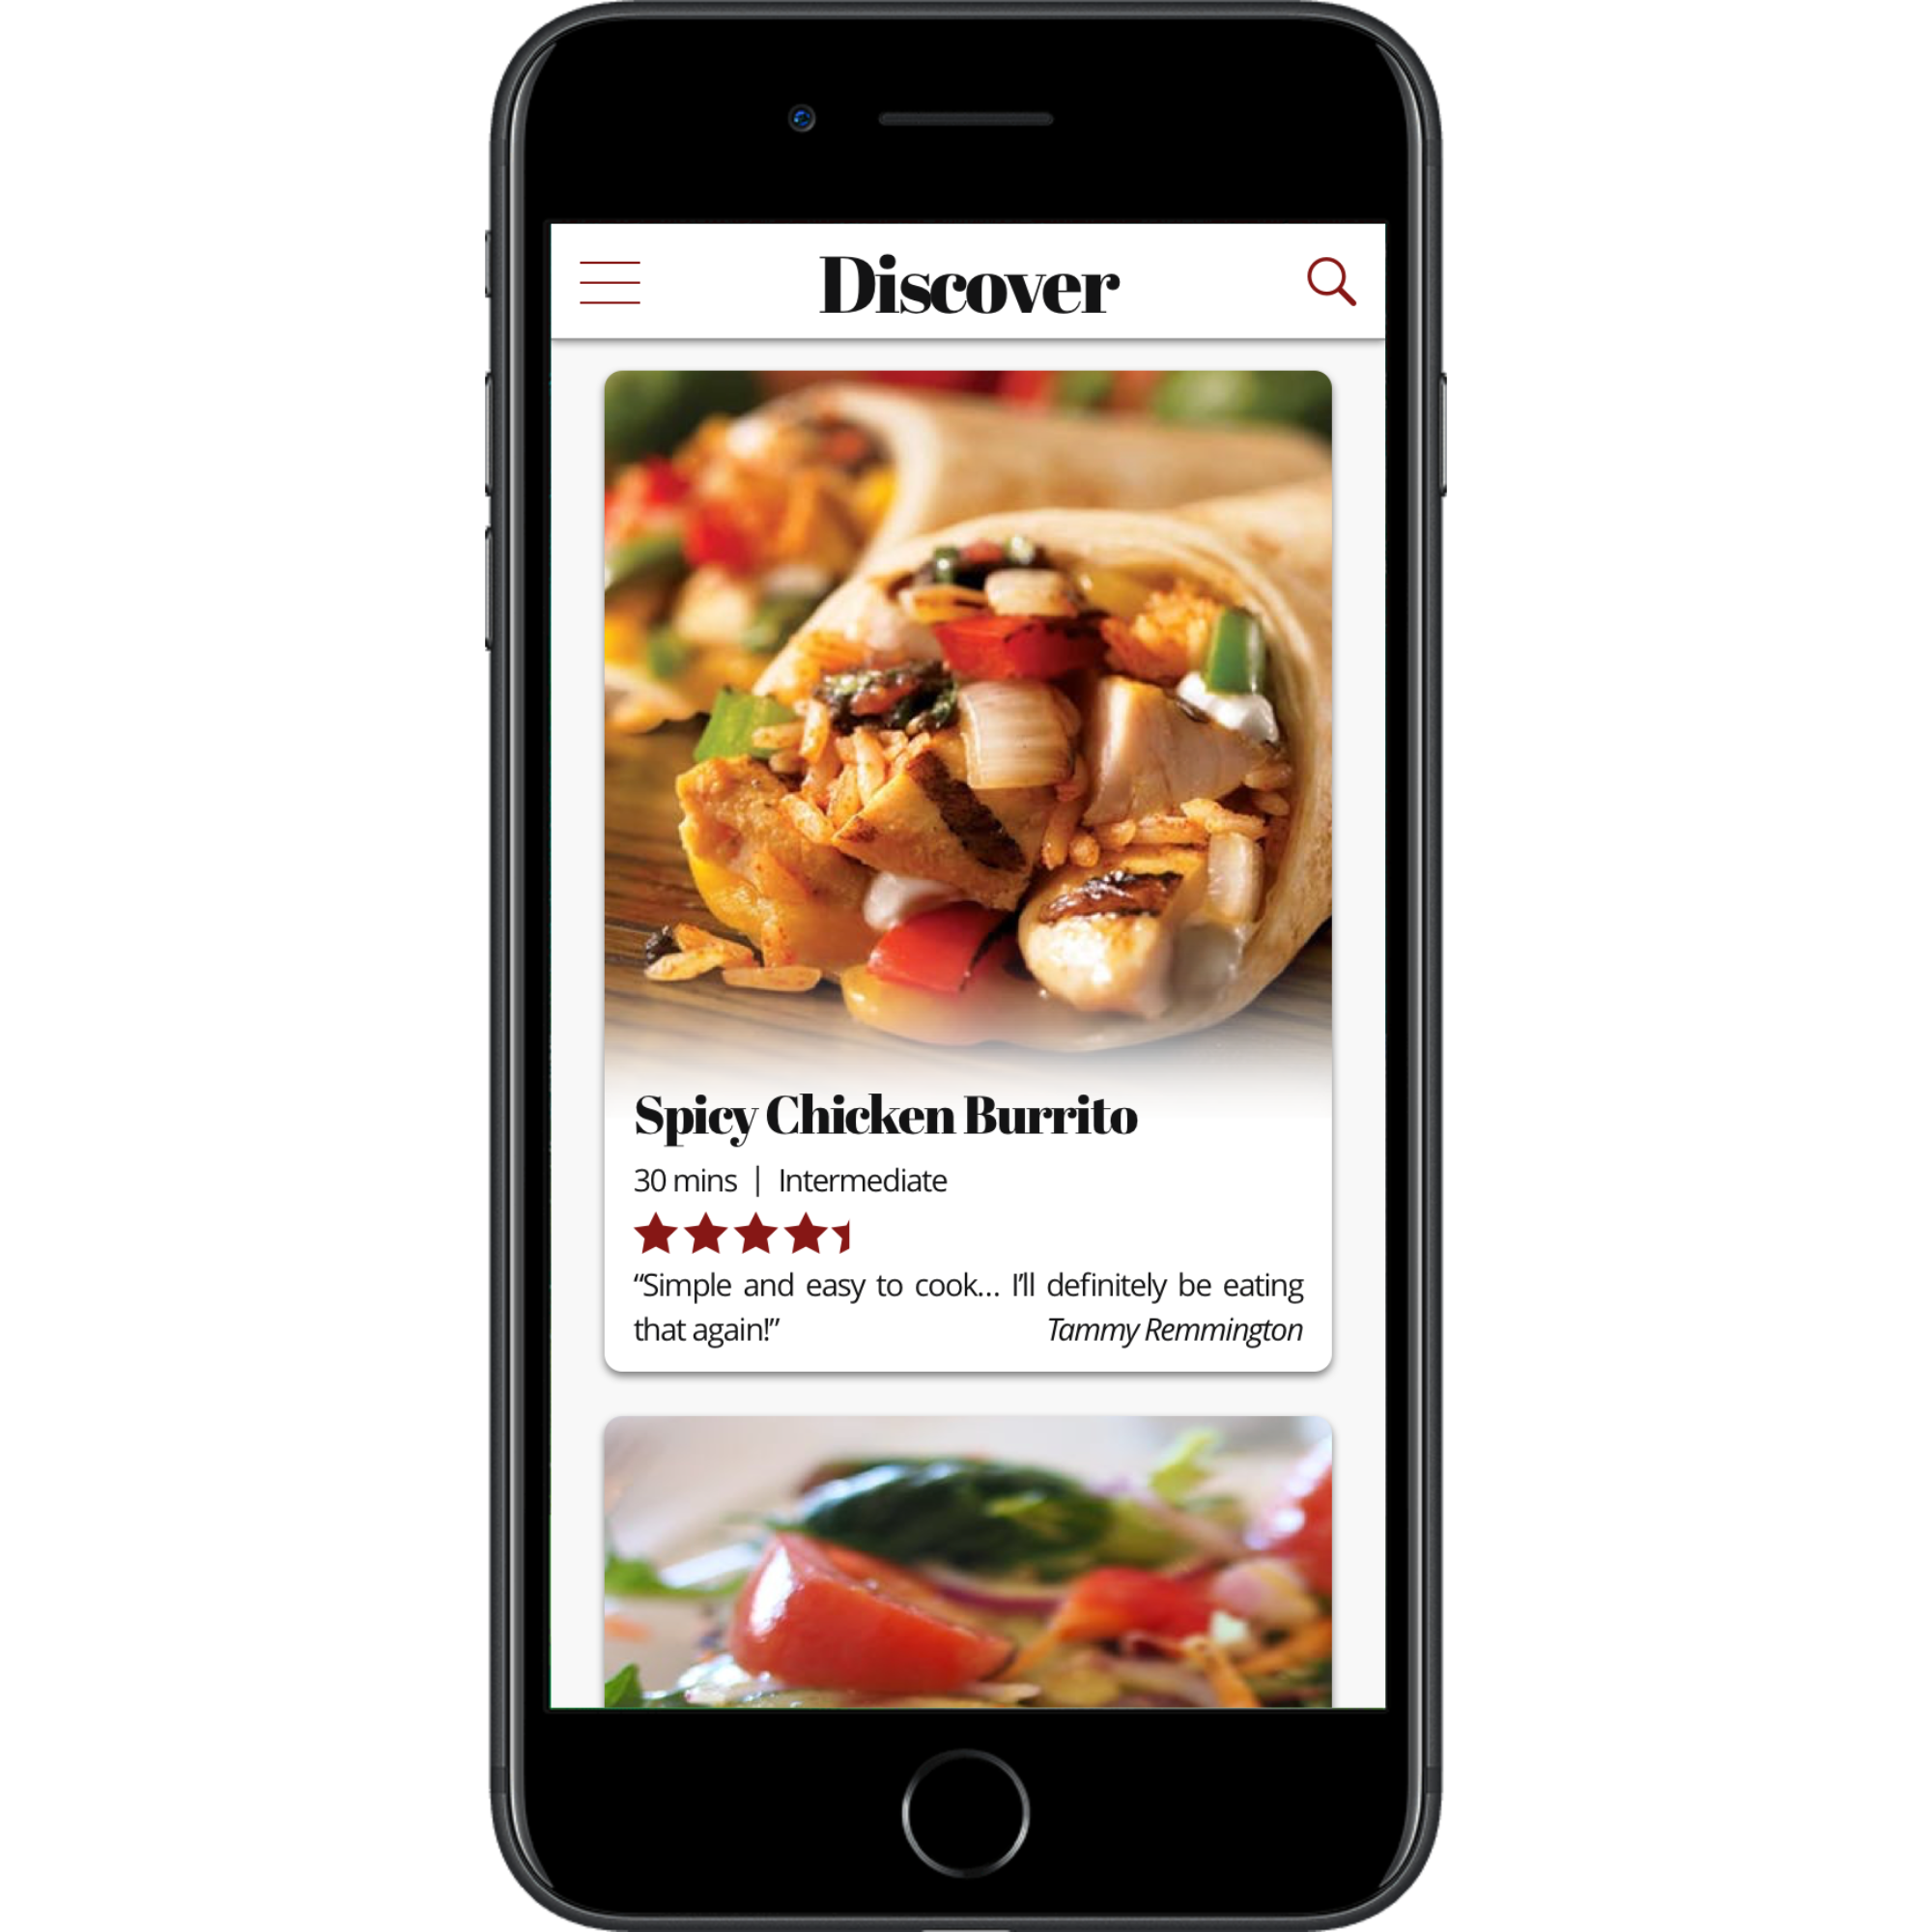 Discover
Spicy Chicken Burrito
30 mins | Intermediate
“Simple and easy to cook... I’ll definitely be eating
that again!” Tammy Remmington